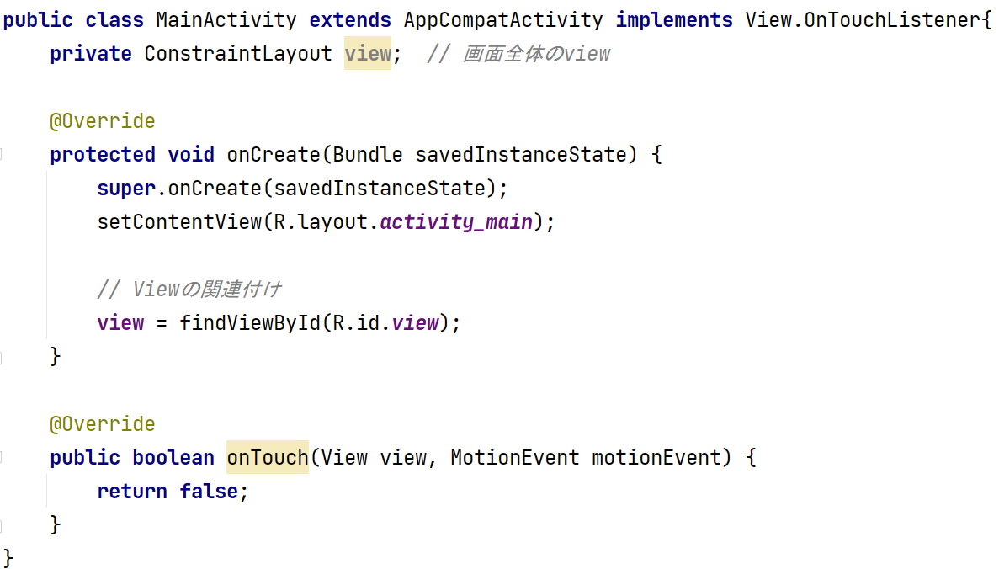 public class MainActivity extends AppCompatActivity implements View.OnTouchListener{
    private ConstraintLayout view;  // 画面全体のview
    @Override
    protected void onCreate(Bundle savedInstanceState) {
        super.onCreate(savedInstanceState);
        setContentView(R.layout.activity_main);
        // Viewの関連付け
        view = findViewById(R.id.view);
    }
    @Override
    public boolean onTouch(View view, MotionEvent motionEvent) {
        return false;
    }
}